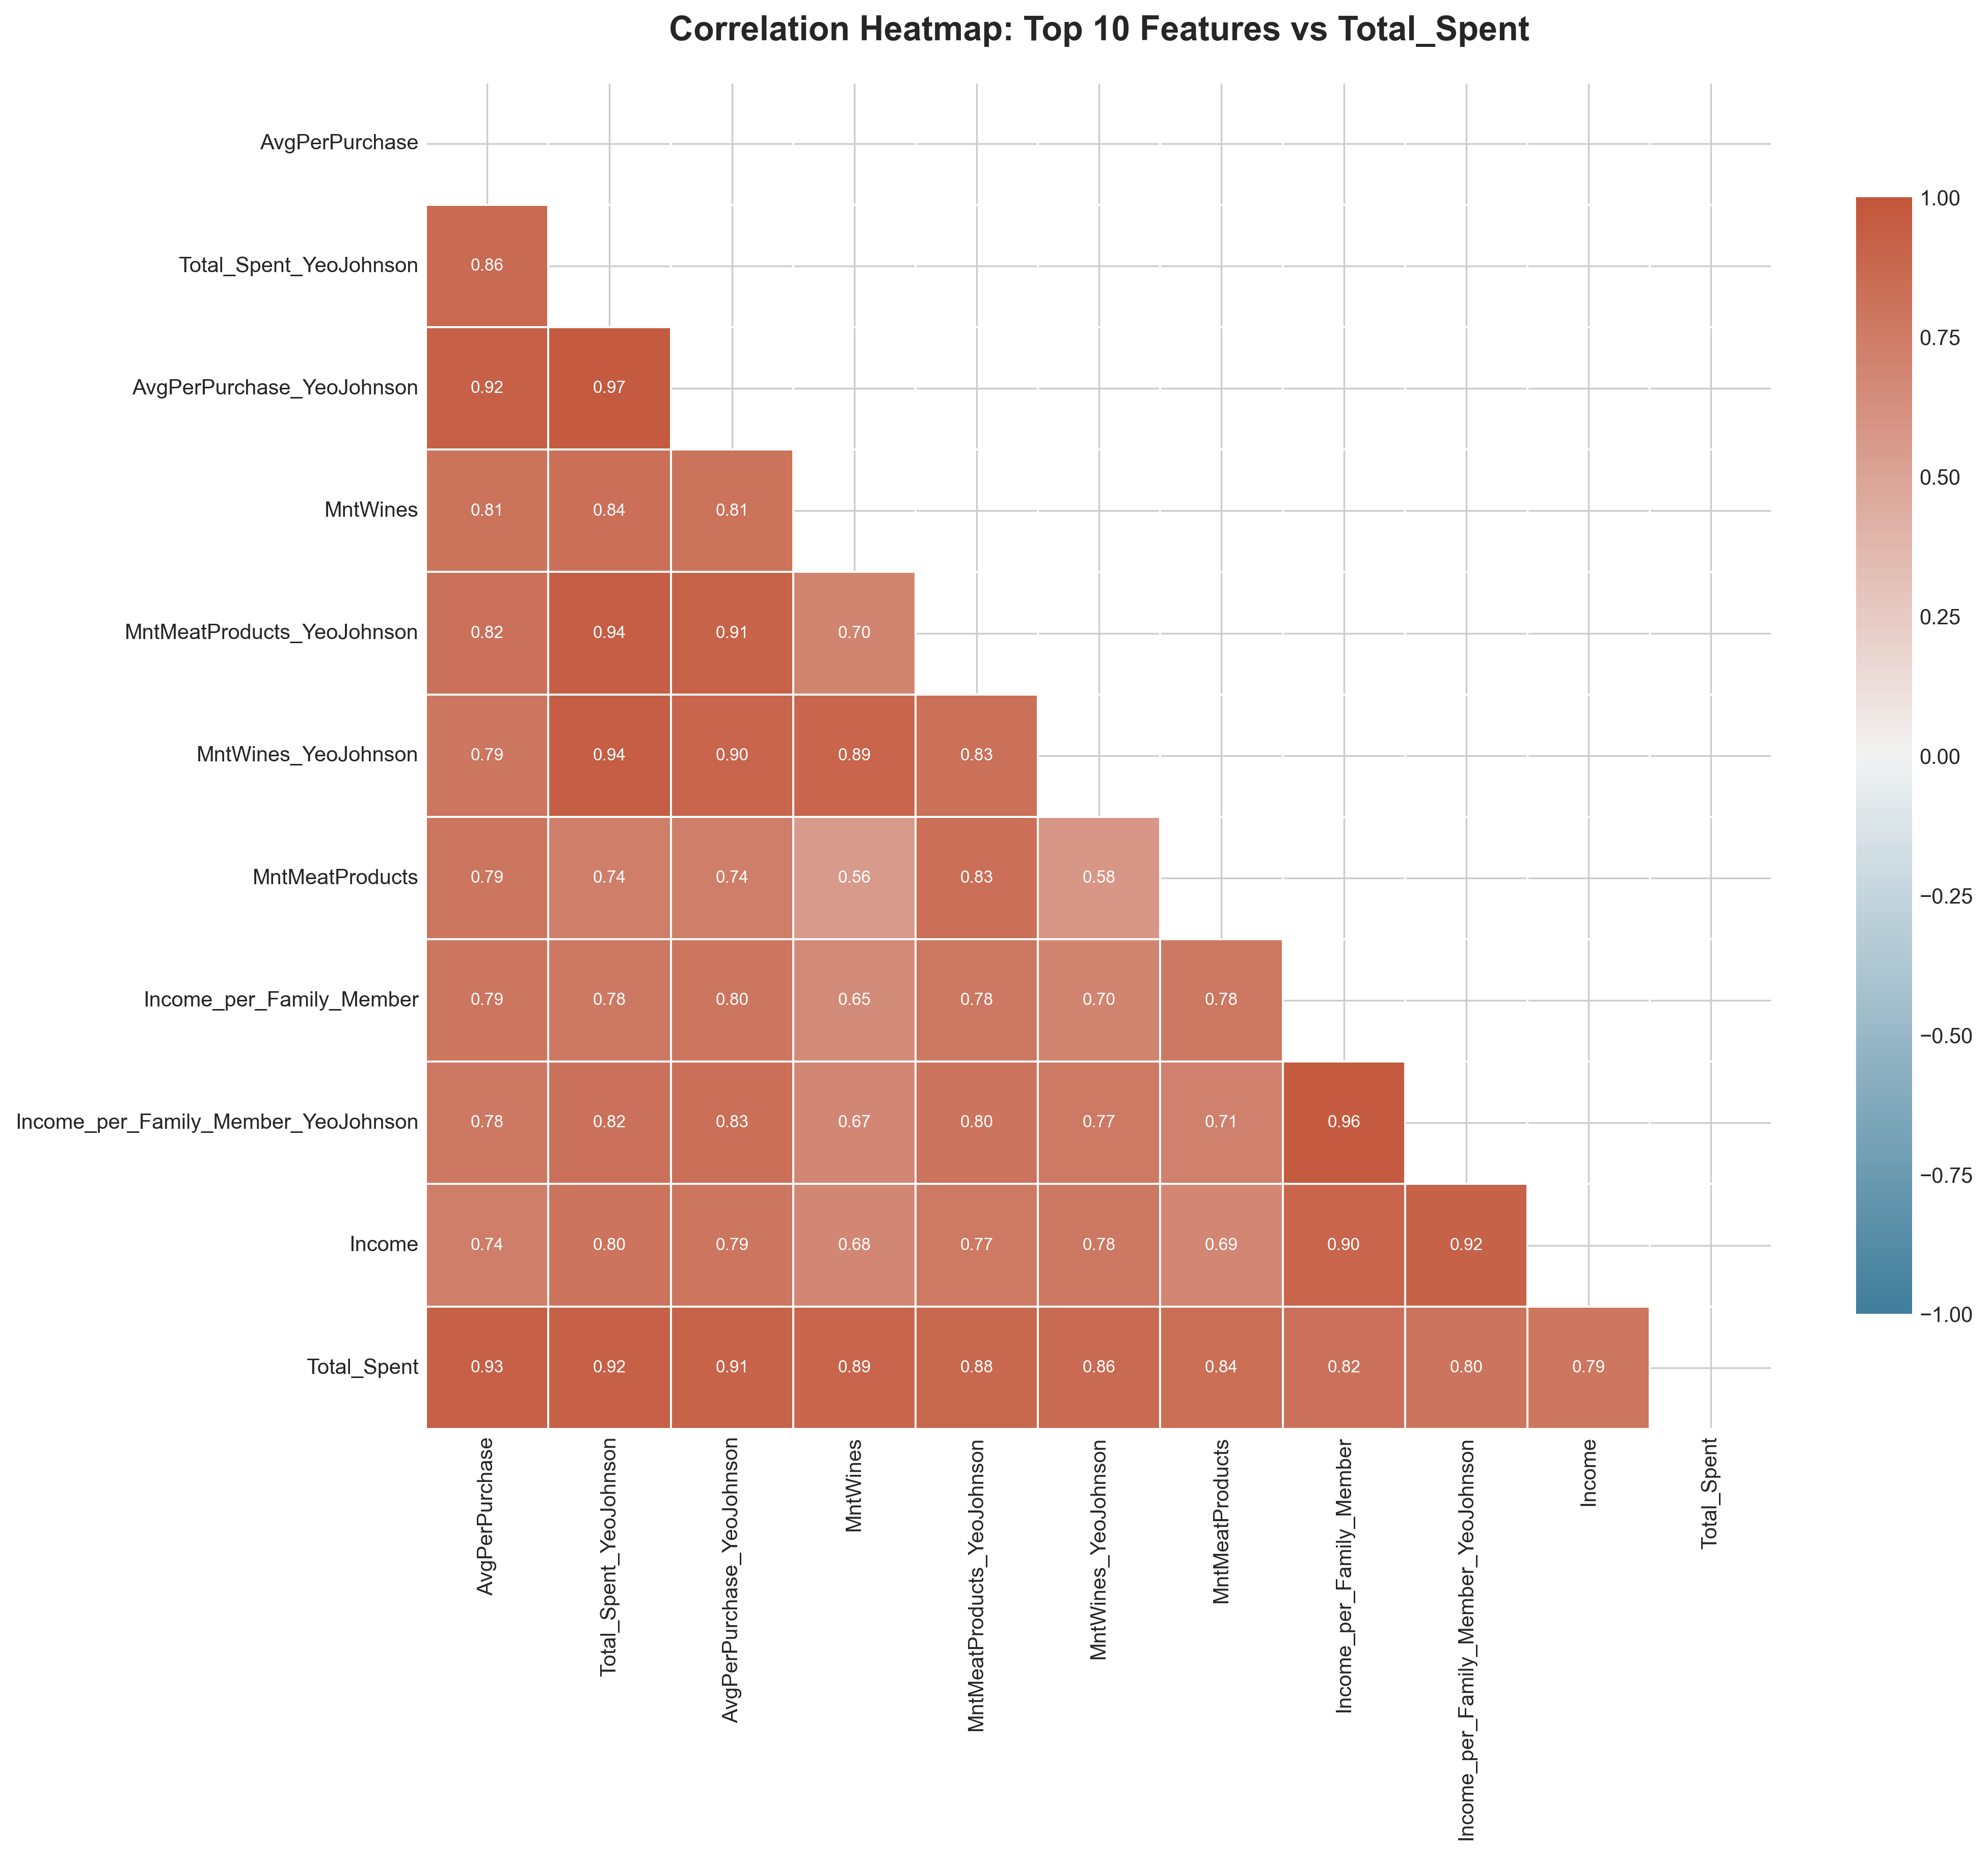 Correlation Heatmap: Top 10 Features vs Total_Spent
AvgPerPurchase
Total_Spent_YeoJohnson
0.86
AvgPerPurchase_YeoJohnson
0.92 0.97
MntWines
0.81 0.84 0.81
MntMeatProducts_YeoJohnson
0.82 0.94 0.91 0.70
MntWines_YeoJohnson
0.79 0.94 0.90 0.89 0.83
MntMeatProducts
0.79 0.74 0.74 0.56 0.83 0.58
Income_per_Family_Member
0.79 0.78 0.80 0.65 0.78 0.70 0.78
Income_per_Family_Member_YeoJohnson
0.78 0.82 0.83 0.67 0.80 0.77 0.71 0.96
Income
0.74 0.80 0.79 0.68 0.77 0.78 0.69 0.90 0.92
Total_Spent
0.93 0.92 0.91 0.89 0.88 0.86 0.84 0.82 0.80 0.79
AvgPerPurchase
Total_Spent_YeoJohnson
AvgPerPurchase_YeoJohnson
MntWines
MntMeatProducts_YeoJohnson
MntWines_YeoJohnson
MntMeatProducts
Income_per_Family_Member
Income_per_Family_Member_YeoJohnson
Income
Total_Spent
1.00
0.75
0.50
0.25
0.00
−0.25
−0.50
−0.75
−1.00